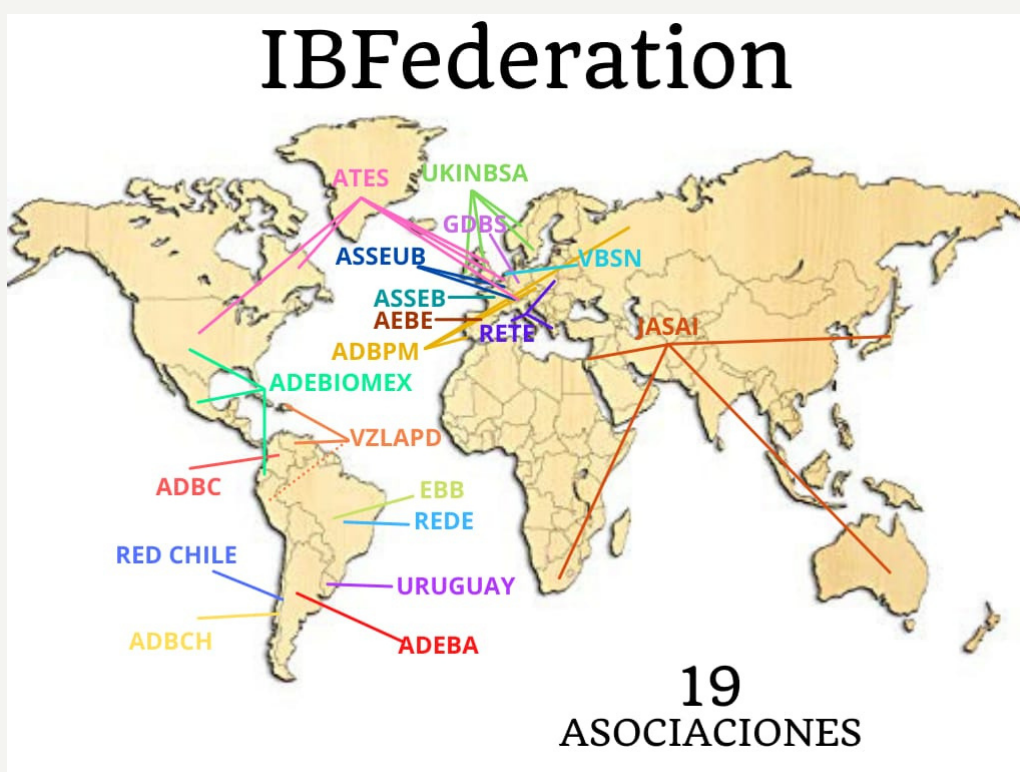 IBFederation
ATES
UKINBSA
GDBS
ASSEUB
VBSN
ASSEB
AEBE
RETE
JASAI
ADBPM
ADEBIOMEX
VZLAPD
ADBC
EBB
REDE
RED CHILE
URUGUAY
ADBCH
ADEBA
19
ASOCIACIONES